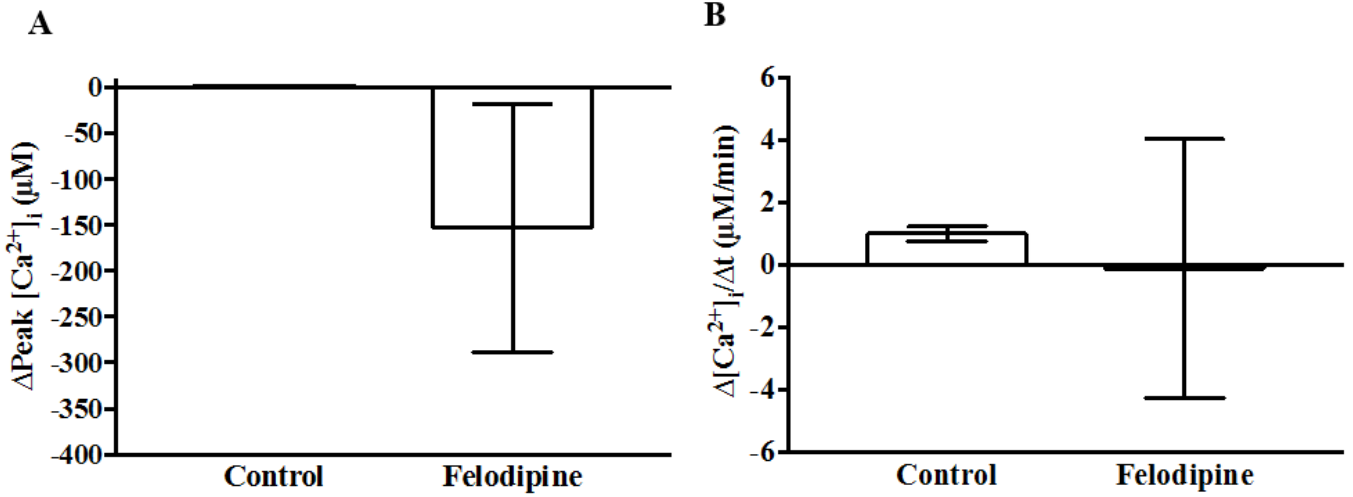 A
ΔPeak [Ca²⁺]ᵢ (μM)
0
-50
-100
-150
-200
-250
-300
-350
-400
Control
Felodipine
B
Δ[Ca²⁺]ᵢ/Δt (μM/min)
6
4
2
0
-2
-4
-6
Control
Felodipine